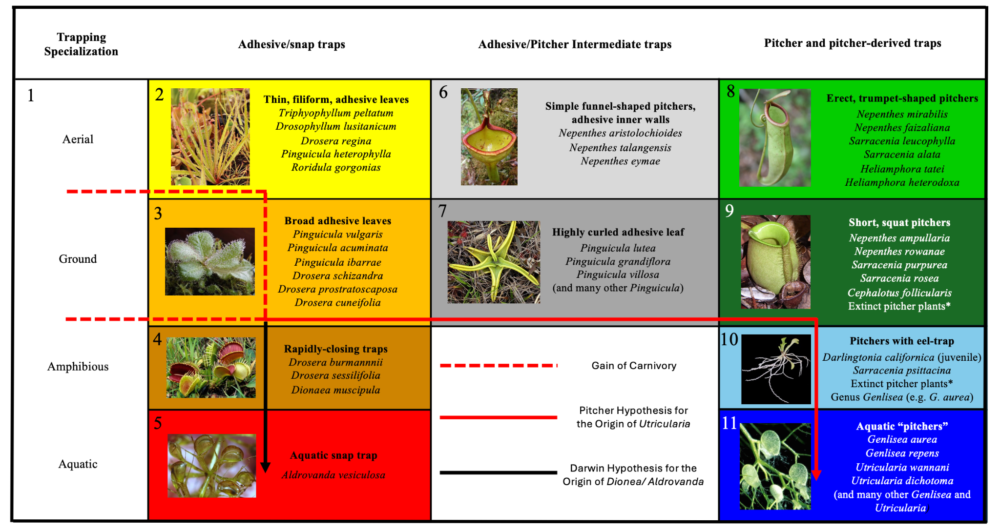 Trapping
Specialization
Adhesive/snap traps
Adhesive/Pitcher Intermediate traps
Pitcher and pitcher-derived traps
1
Aerial
2
Thin, filiform, adhesive leaves
Triphyophyllum peltatum
Drosophyllum lusitanicum
Drosera regina
Pinguicula heterophylla
Roridula gorgonias
6
Simple funnel-shaped pitchers,
adhesive inner walls
Nepenthes aristolochioides
Nepenthes talangensis
Nepenthes eymae
8
Erect, trumpet-shaped pitchers
Nepenthes mirabilis
Nepenthes faizaliana
Sarracenia leucophylla
Sarracenia alata
Heliamphora tatei
Heliamphora heterodoxa
Ground
3
Broad adhesive leaves
Pinguicula vulgaris
Pinguicula acuminata
Pinguicula ibarrae
Drosera schizandra
Drosera prostratoscaposa
Drosera cuneifolia
7
Highly curled adhesive leaf
Pinguicula lutea
Pinguicula grandiflora
Pinguicula villosa
(and many other Pinguicula)
9
Short, squat pitchers
Nepenthes ampullaria
Nepenthes rowanae
Sarracenia purpurea
Sarracenia rosea
Cephalotus follicularis
Extinct pitcher plants*
Amphibious
4
Rapidly-closing traps
Drosera burmannnii
Drosera sessilifolia
Dionaea muscipula
Gain of Carnivory
10
Pitchers with eel-trap
Darlingtonia californica (juvenile)
Sarracenia psittacina
Extinct pitcher plants*
Genus Genlisea (e.g. G. aurea)
Aquatic
5
Aquatic snap trap
Aldrovanda vesiculosa
Pitcher Hypothesis for
the Origin of Utricularia
Darwin Hypothesis for the
Origin of Dionea/ Aldrovanda
11
Aquatic “pitchers”
Genlisea aurea
Genlisea repens
Utricularia wannani
Utricularia dichotoma
(and many other Genlisea and
Utricularia)